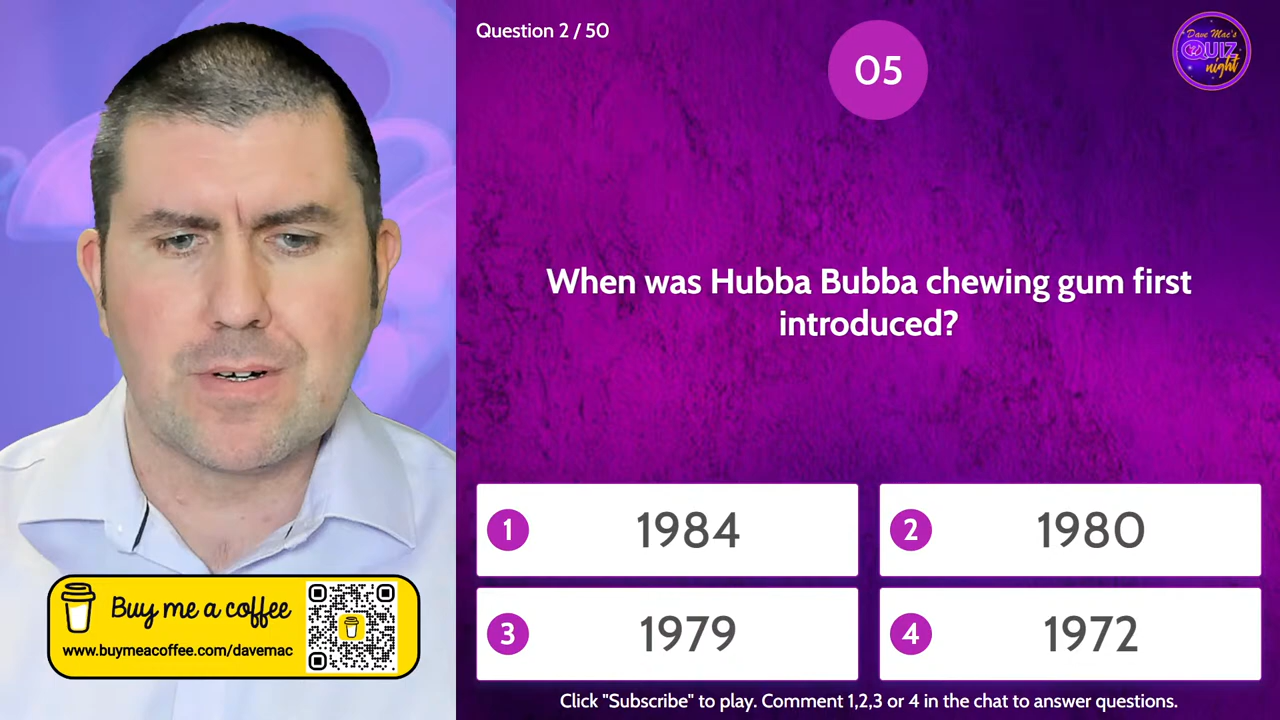 Question 2 / 50
05
Dave Mac's
QUIZ
night
When was Hubba Bubba chewing gum first
introduced?
1 1984
2 1980
3 1979
4 1972
Buy me a coffee
www.buymeacoffee.com/davemac
Click "Subscribe" to play. Comment 1,2,3 or 4 in the chat to answer questions.